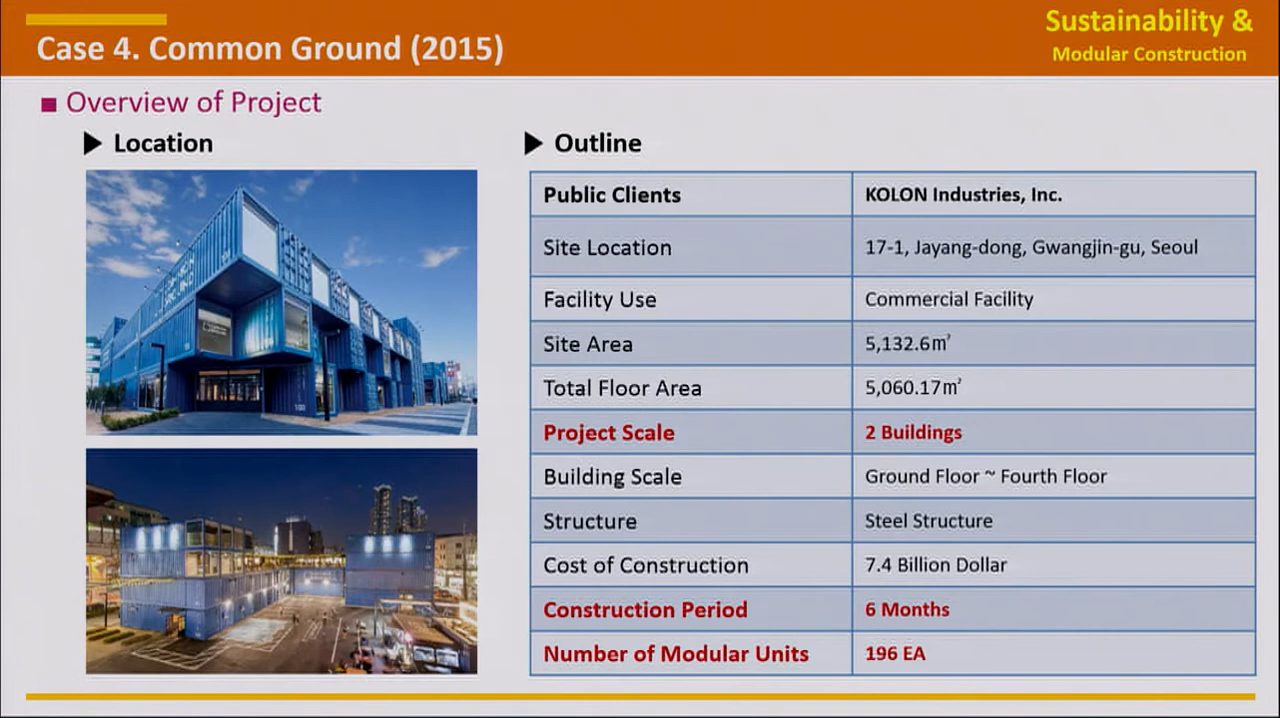 Case 4. Common Ground (2015)
Sustainability &
Modular Construction
Overview of Project
Location
Outline
Public Clients KOLON Industries, Inc.
Site Location 17-1, Jayang-dong, Gwangjin-gu, Seoul
Facility Use Commercial Facility
Site Area 5,132.6㎡
Total Floor Area 5,060.17㎡
Project Scale 2 Buildings
Building Scale Ground Floor ~ Fourth Floor
Structure Steel Structure
Cost of Construction 7.4 Billion Dollar
Construction Period 6 Months
Number of Modular Units 196 EA